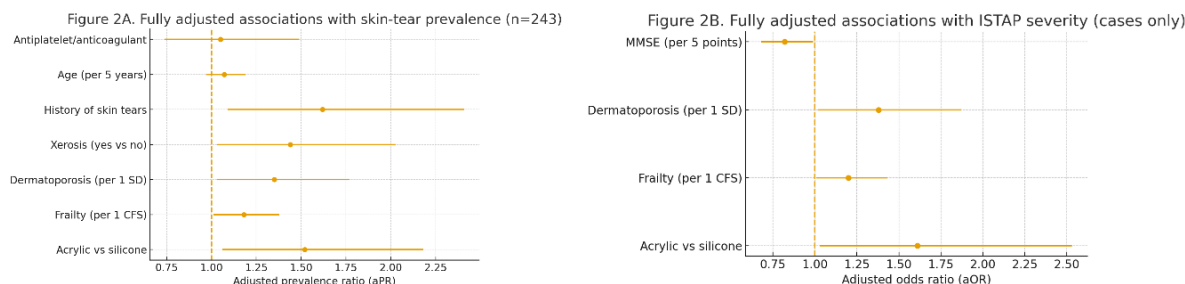 Figure 2A. Fully adjusted associations with skin-tear prevalence (n=243)
Antiplatelet/anticoagulant
Age (per 5 years)
History of skin tears
Xerosis (yes vs no)
Dermatoporosis (per 1 SD)
Frailty (per 1 CFS)
Acrylic vs silicone
0.75 1.00 1.25 1.50 1.75 2.00 2.25
Adjusted prevalence ratio (aPR)
Figure 2B. Fully adjusted associations with ISTAP severity (cases only)
MMSE (per 5 points)
Dermatoporosis (per 1 SD)
Frailty (per 1 CFS)
Acrylic vs silicone
0.75 1.00 1.25 1.50 1.75 2.00 2.25 2.50
Adjusted odds ratio (aOR)